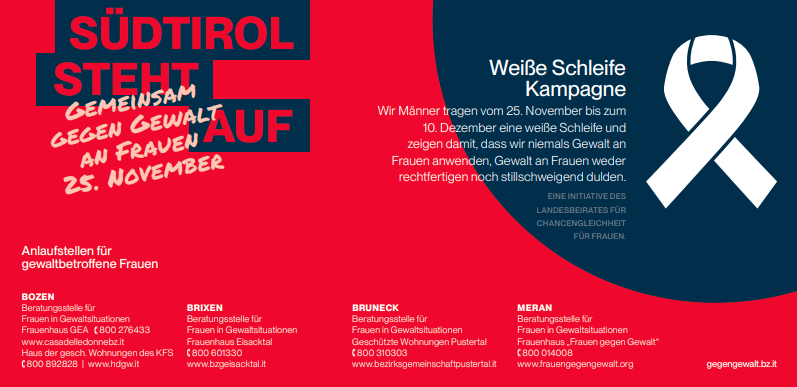 SÜDTIROL
STEHT
AUF
GEMEINSAM
GEGEN GEWALT
AN FRAUEN
25. NOVEMBER
Weiße Schleife
Kampagne
Wir Männer tragen vom 25. November bis zum
10. Dezember eine weiße Schleife und
zeigen damit, dass wir niemals Gewalt an
Frauen anwenden, Gewalt an Frauen weder
rechtfertigen noch stillschweigend dulden.
EINE INITIATIVE DES
LANDESBEIRATES FÜR
CHANCENGLEICHHEIT
FÜR FRAUEN.
Anlaufstellen für
gewaltbetroffene Frauen
BOZEN
Beratungsstelle für
Frauen in Gewaltsituationen
Frauenhaus GEA 800 276433
www.casadelledonnebz.it
Haus der gesch. Wohnungen des KFS
800 892828 | www.hdgw.it
BRIXEN
Beratungsstelle für
Frauen in Gewaltsituationen
Frauenhaus Eisacktal
800 601330
www.bzgeisacktal.it
BRUNECK
Beratungsstelle für
Frauen in Gewaltsituationen
Geschützte Wohnungen Pustertal
800 310303
www.bezirksgemeinschaftpustertal.it
MERAN
Beratungsstelle für
Frauen in Gewaltsituationen
Frauenhaus „Frauen gegen Gewalt"
800 014008
www.frauengegengewalt.org
gegengewalt.bz.it